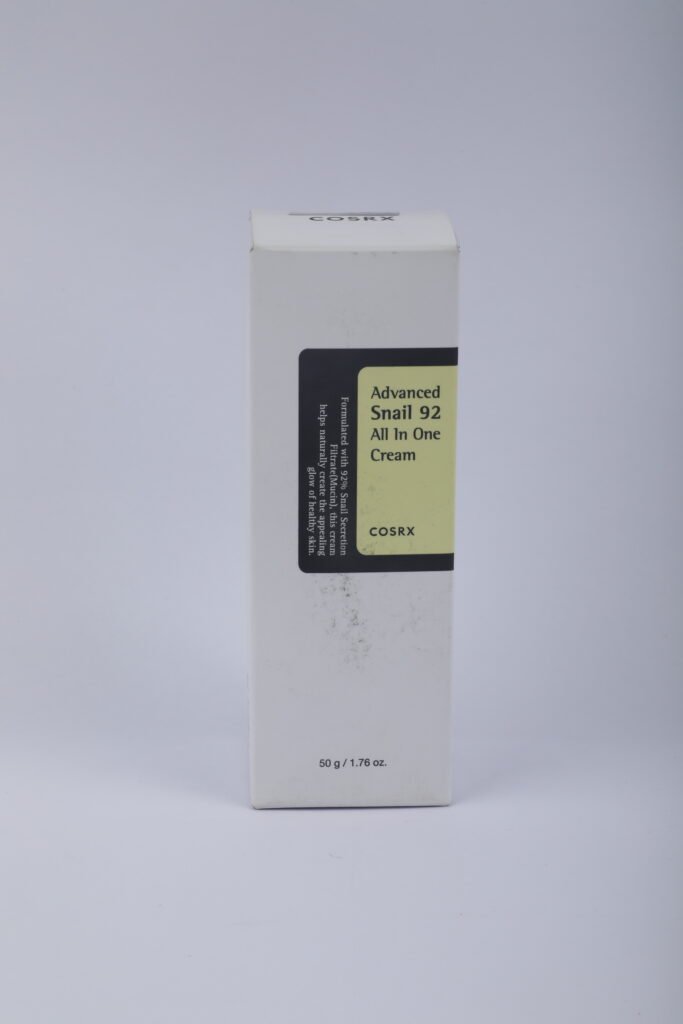 COSRX
Advanced
Snail 92
All In One
Cream
COSRX
Formulated with 92% Snail Secretion
Filtrate(Mucin), this cream
helps naturally create the appealing
glow of healthy skin.
50 g / 1.76 oz.